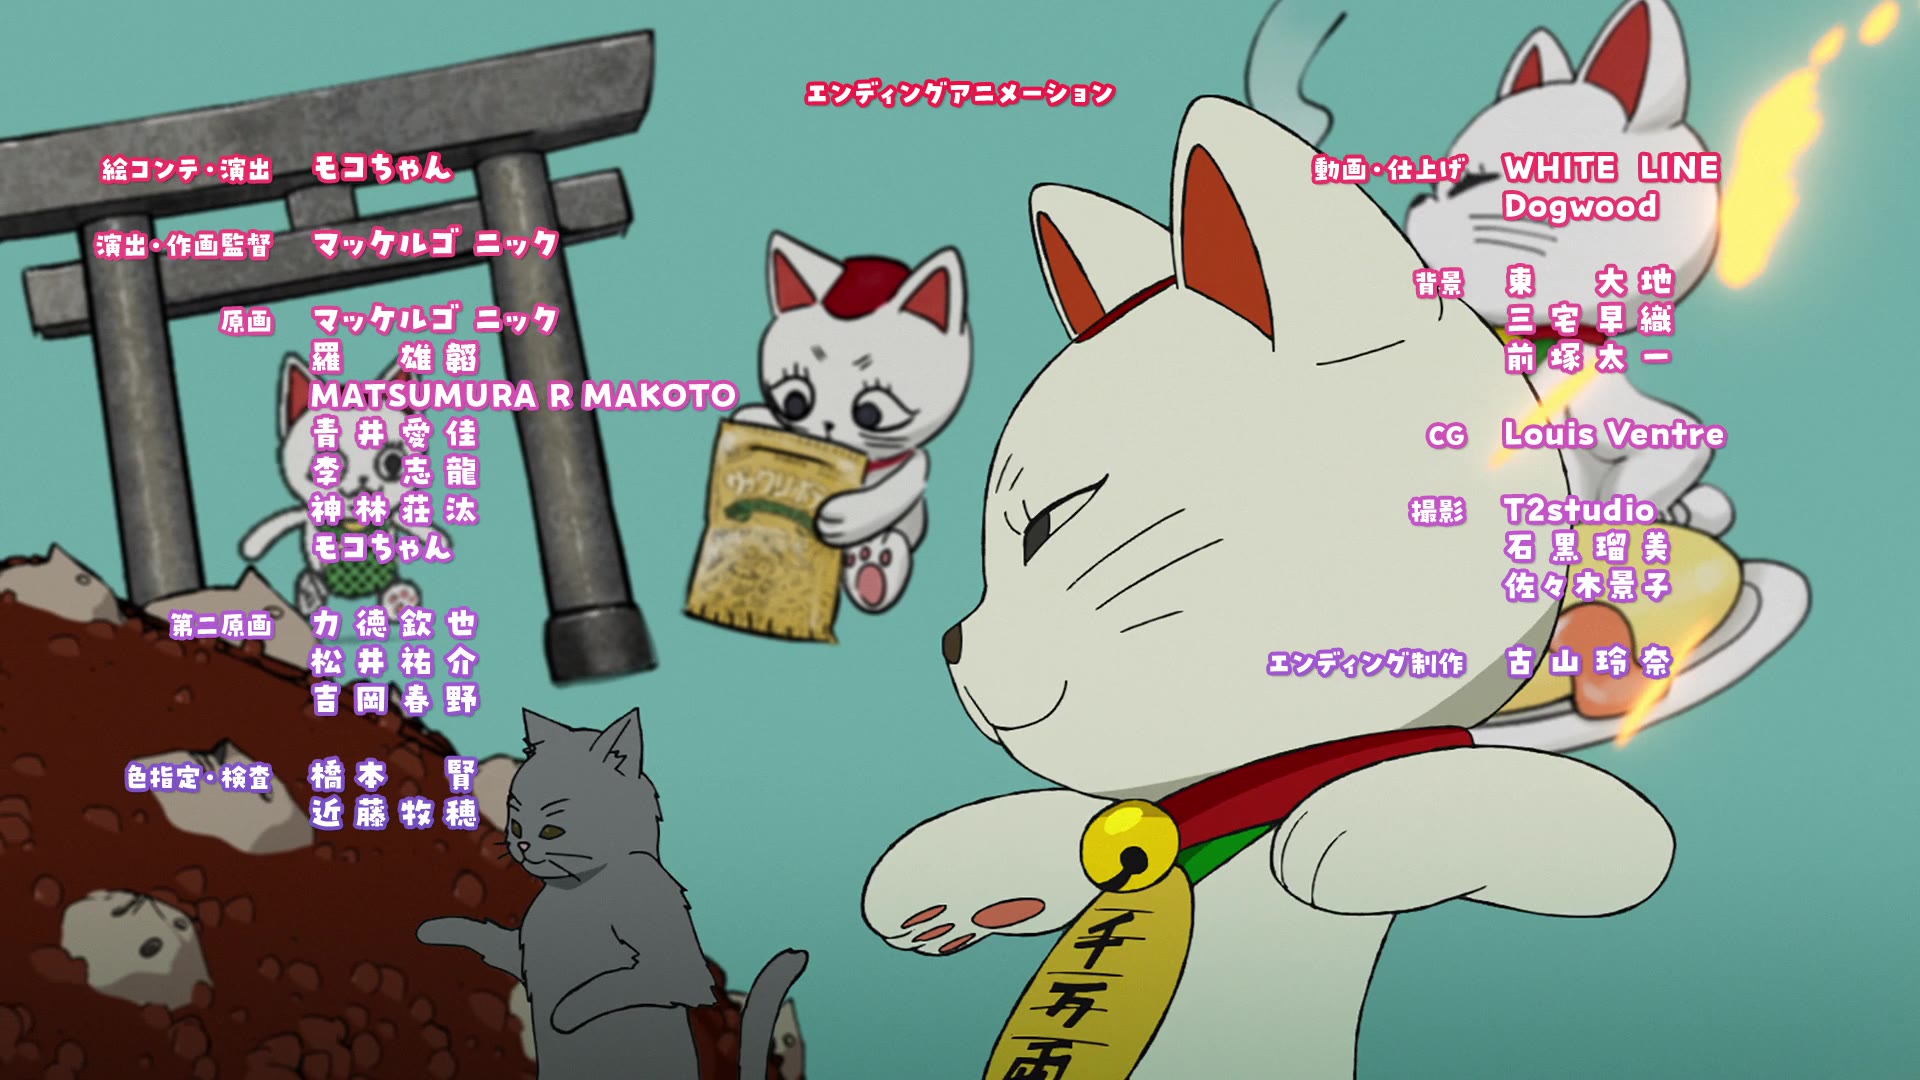 エンディングアニメーション
絵コンテ・演出 モコちゃん
演出・作画監督 マッケルゴ ニック
原画 マッケルゴ ニック
羅 雄韜
MATSUMURA R MAKOTO
青井愛佳
李 志龍
神林荘汰
モコちゃん
第二原画 力徳欽也
松井祐介
吉岡春野
色指定・検査 橋本 賢
近藤牧穂
動画・仕上げ WHITE LINE
Dogwood
背景 東 大地
三宅早織
前塚太一
CG Louis Ventre
撮影 T2studio
石黒瑠美
佐々木景子
エンディング制作 古山玲奈
千万両